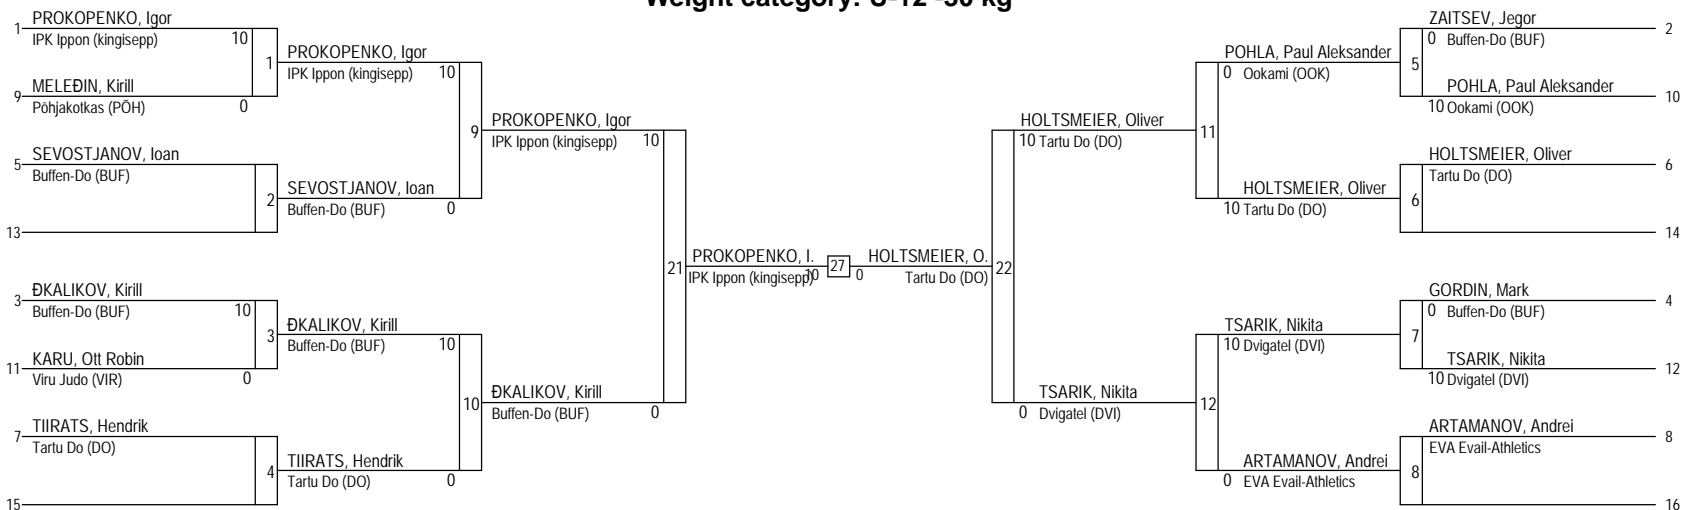 Weight category: U-12 -30 kg
1
PROKOPENKO, Igor
IPK Ippon (kingisepp)
10
1
9
MELEÐIN, Kirill
Põhjakotkas (PÕH)
0
PROKOPENKO, Igor
IPK Ippon (kingisepp)
10
5
SEVOSTJANOV, Ioan
Buffen-Do (BUF)
2
13
SEVOSTJANOV, Ioan
Buffen-Do (BUF)
0
9
PROKOPENKO, Igor
IPK Ippon (kingisepp)
10
3
ÐKALIKOV, Kirill
Buffen-Do (BUF)
10
3
11
KARU, Ott Robin
Viru Judo (VIR)
0
ÐKALIKOV, Kirill
Buffen-Do (BUF)
10
7
TIIRATS, Hendrik
Tartu Do (DO)
4
15
TIIRATS, Hendrik
Tartu Do (DO)
0
10
ÐKALIKOV, Kirill
Buffen-Do (BUF)
0
21
PROKOPENKO, I.
IPK Ippon (kingisepp)
10
27
0
HOLTSMEIER, O.
Tartu Do (DO)
22
HOLTSMEIER, Oliver
10 Tartu Do (DO)
11
POHLA, Paul Aleksander
0 Ookami (OOK)
5
ZAITSEV, Jegor
0 Buffen-Do (BUF)
2
POHLA, Paul Aleksander
10 Ookami (OOK)
10
HOLTSMEIER, Oliver
10 Tartu Do (DO)
6
HOLTSMEIER, Oliver
Tartu Do (DO)
6
14
TSARIK, Nikita
0 Dvigatel (DVI)
12
TSARIK, Nikita
10 Dvigatel (DVI)
7
GORDIN, Mark
0 Buffen-Do (BUF)
4
TSARIK, Nikita
10 Dvigatel (DVI)
12
ARTAMANOV, Andrei
0 EVA Evail-Athletics
8
ARTAMANOV, Andrei
EVA Evail-Athletics
8
16